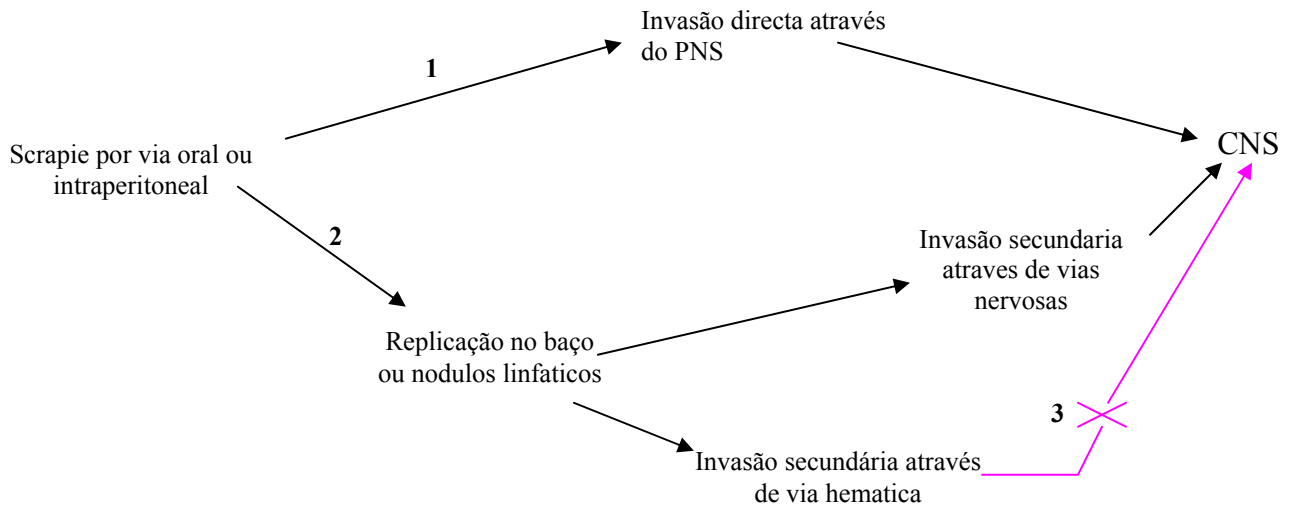 Invasão directa através
do PNS
1
Scrapie por via oral ou
intraperitoneal
CNS
2
Invasão secundaria
atraves de vias
nervosas
Replicação no baço
ou nodulos linfaticos
3
Invasão secundária através
de via hematica